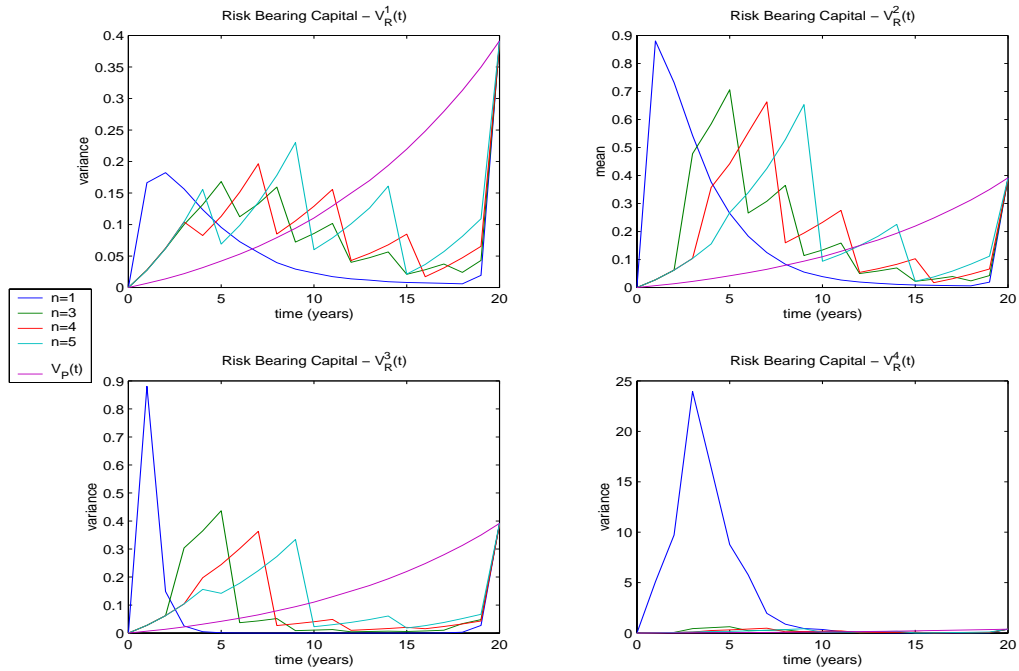 Risk Bearing Capital – V_R^1(t)
variance
0.4
0.35
0.3
0.25
0.2
0.15
0.1
0.05
0
0 5 10 15 20
time (years)
Risk Bearing Capital – V_R^2(t)
mean
0.9
0.8
0.7
0.6
0.5
0.4
0.3
0.2
0.1
0
0 5 10 15 20
time (years)
n=1
n=3
n=4
n=5
V_P(t)
Risk Bearing Capital – V_R^3(t)
variance
0.9
0.8
0.7
0.6
0.5
0.4
0.3
0.2
0.1
0
0 5 10 15 20
time (years)
Risk Bearing Capital – V_R^4(t)
variance
25
20
15
10
5
0
0 5 10 15 20
time (years)